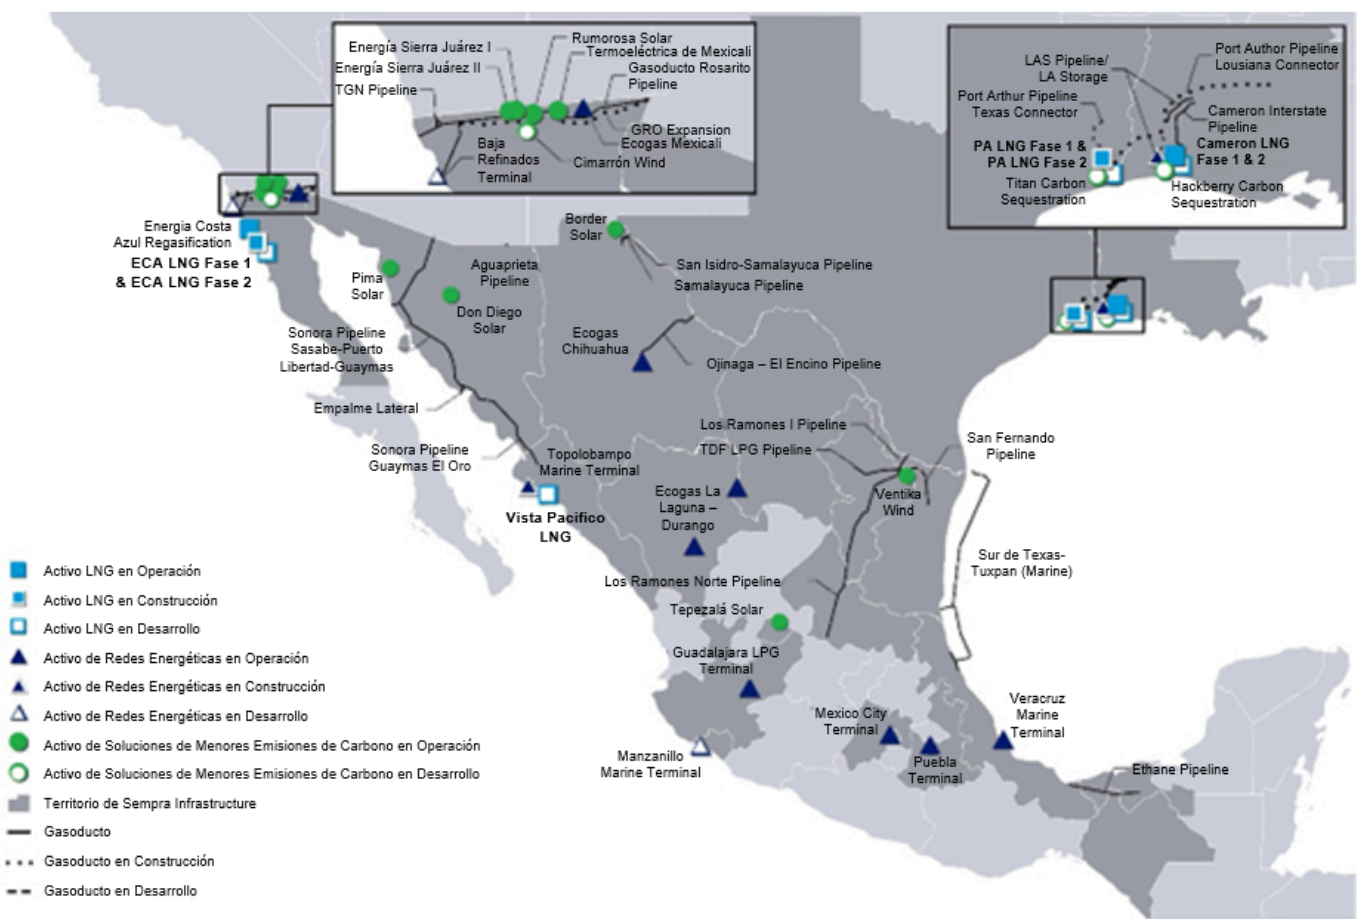 Energía Sierra Juárez I
Energía Sierra Juárez II
TGN Pipeline
Rumorosa Solar
Termoeléctrica de Mexicali
Gasoducto Rosarito
Pipeline
GRO Expansion
Ecogas Mexicali
Cimarrón Wind
Baja
Refinados
Terminal
LAS Pipeline/
LA Storage
Port Author Pipeline
Lousiana Connector
Port Arthur Pipeline
Texas Connector
Cameron Interstate
Pipeline
PA LNG Fase 1 &
PA LNG Fase 2
Cameron LNG
Fase 1 & 2
Titan Carbon
Sequestration
Hackberry Carbon
Sequestration
Energia Costa
Azul Regasification
ECA LNG Fase 1
& ECA LNG Fase 2
Border
Solar
San Isidro-Samalayuca Pipeline
Samalayuca Pipeline
Pima
Solar
Aguaprieta
Pipeline
Don Diego
Solar
Sonora Pipeline
Sasabe-Puerto
Libertad-Guaymas
Ecogas
Chihuahua
Ojinaga – El Encino Pipeline
Empalme Lateral
Sonora Pipeline
Guaymas El Oro
Los Ramones I Pipeline
TDF LPG Pipeline
San Fernando
Pipeline
Topolobampo
Marine Terminal
Vista Pacifico
LNG
Ecogas La
Laguna –
Durango
Ventika
Wind
Sur de Texas-
Tuxpan (Marine)
Los Ramones Norte Pipeline
Tepezalá Solar
Guadalajara LPG
Terminal
Mexico City
Terminal
Veracruz
Marine
Terminal
Manzanillo
Marine Terminal
Puebla
Terminal
Ethane Pipeline
Activo LNG en Operación
Activo LNG en Construcción
Activo LNG en Desarrollo
Activo de Redes Energéticas en Operación
Activo de Redes Energéticas en Construcción
Activo de Redes Energéticas en Desarrollo
Activo de Soluciones de Menores Emisiones de Carbono en Operación
Activo de Soluciones de Menores Emisiones de Carbono en Desarrollo
Territorio de Sempra Infrastructure
Gasoducto
Gasoducto en Construcción
Gasoducto en Desarrollo